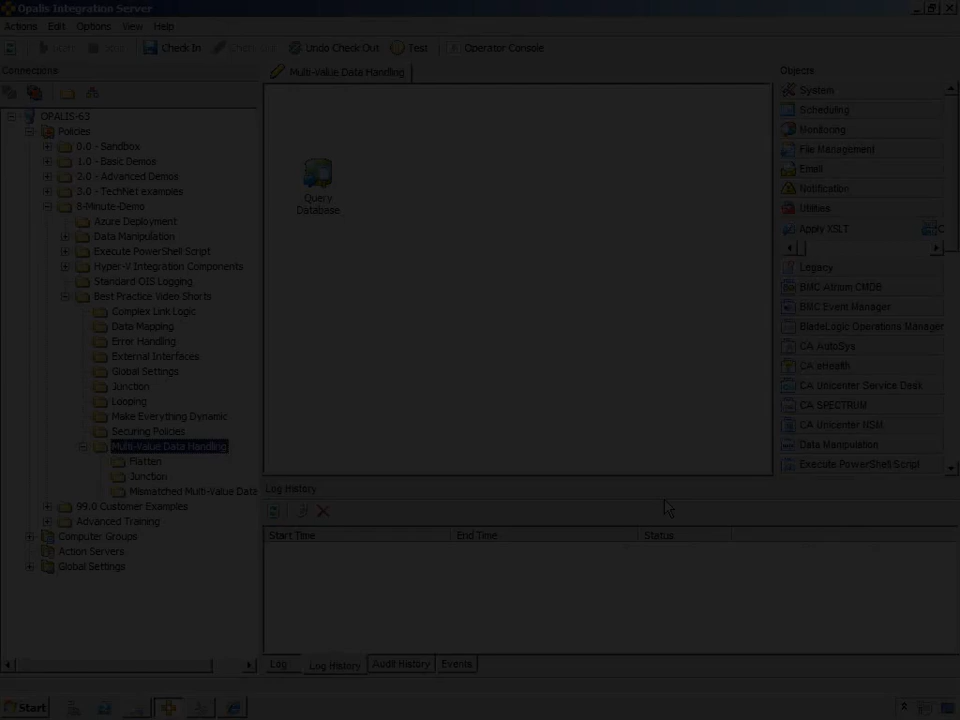 Opalis Integration Server
Actions Edit Options View Help
Start Stop Check In Check Out Undo Check Out Test Operator Console
Connections
Multi-Value Data Handling
Objects
OPALIS-63
Policies
0.0 - Sandbox
1.0 - Basic Demos
2.0 - Advanced Demos
3.0 - TechNet examples
8-Minute-Demo
Azure Deployment
Data Manipulation
Execute PowerShell Script
Hyper-V Integration Components
Standard OIS Logging
Best Practice Video Shorts
Complex Link Logic
Data Mapping
Error Handling
External Interfaces
Global Settings
Junction
Looping
Make Everything Dynamic
Securing Policies
Multi-Value Data Handling
Flatten
Junction
Mismatched Multi-Value Data
99.0 Customer Examples
Advanced Training
Computer Groups
Action Servers
Global Settings
Query
Database
System
Scheduling
Monitoring
File Management
Email
Notification
Utilities
Apply XSLT
Legacy
BMC Atrium CMDB
BMC Event Manager
BladeLogic Operations Manager
CA AutoSys
CA eHealth
CA Unicenter Service Desk
CA SPECTRUM
CA Unicenter NSM
Data Manipulation
Execute PowerShell Script
Log History
Start Time End Time Status
Log Log History Audit History Events
Start